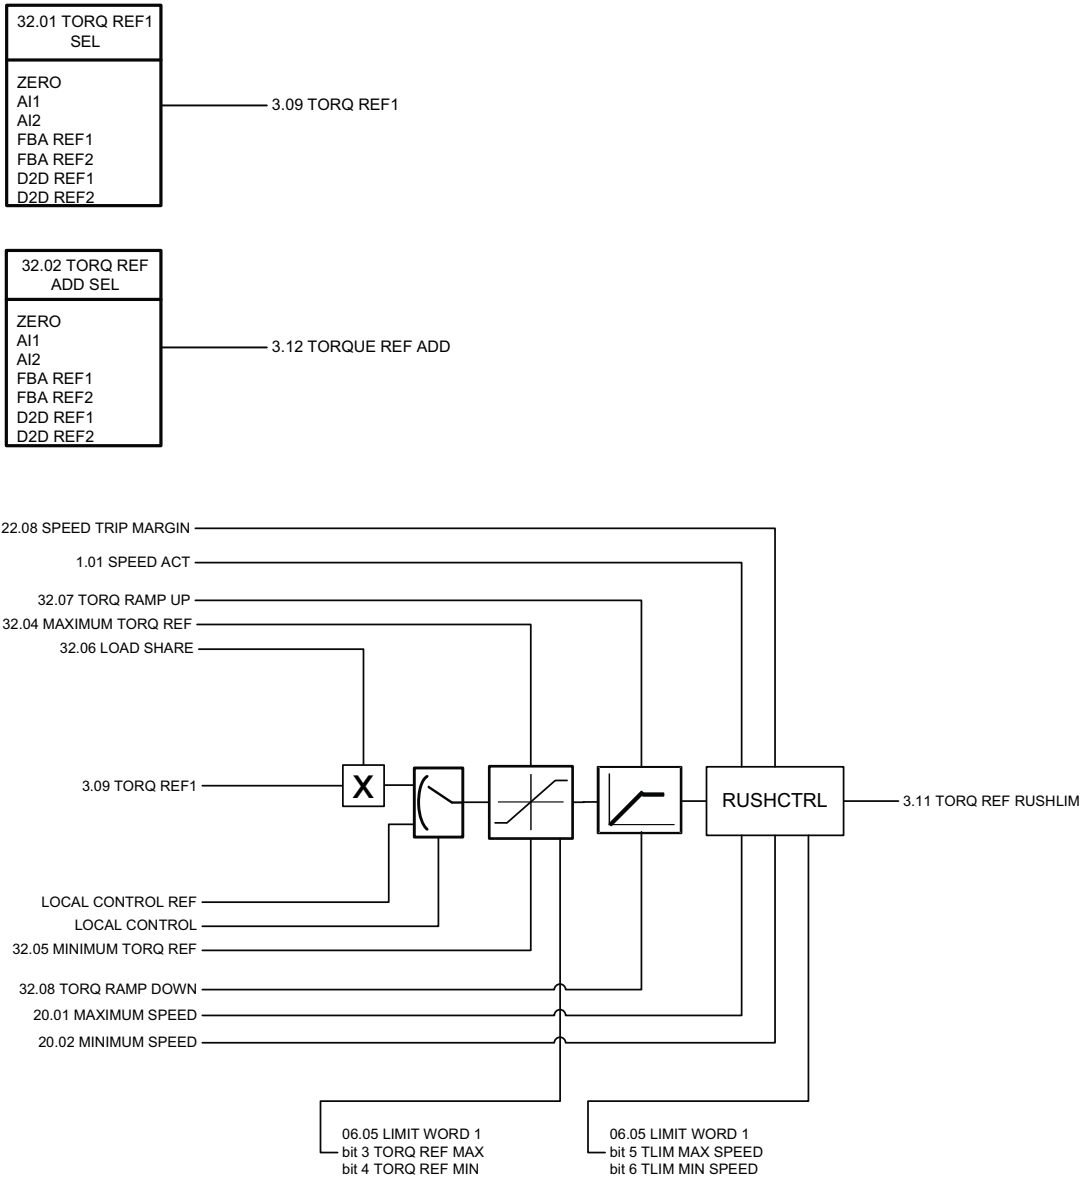 32.01 TORQ REF1
SEL
ZERO
AI1
AI2
FBA REF1
FBA REF2
D2D REF1
D2D REF2
3.09 TORQ REF1
32.02 TORQ REF
ADD SEL
ZERO
AI1
AI2
FBA REF1
FBA REF2
D2D REF1
D2D REF2
3.12 TORQUE REF ADD
22.08 SPEED TRIP MARGIN
1.01 SPEED ACT
32.07 TORQ RAMP UP
32.04 MAXIMUM TORQ REF
32.06 LOAD SHARE
3.09 TORQ REF1
X
RUSHCTRL
3.11 TORQ REF RUSHLIM
LOCAL CONTROL REF
LOCAL CONTROL
32.05 MINIMUM TORQ REF
32.08 TORQ RAMP DOWN
20.01 MAXIMUM SPEED
20.02 MINIMUM SPEED
06.05 LIMIT WORD 1
bit 3 TORQ REF MAX
bit 4 TORQ REF MIN
06.05 LIMIT WORD 1
bit 5 TLIM MAX SPEED
bit 6 TLIM MIN SPEED